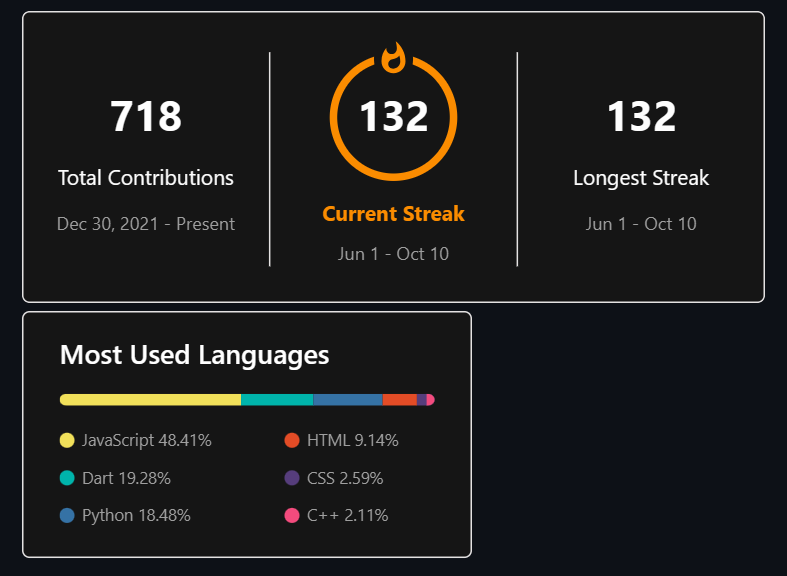 718
Total Contributions
Dec 30, 2021 - Present
132
Current Streak
Jun 1 - Oct 10
132
Longest Streak
Jun 1 - Oct 10
Most Used Languages
JavaScript 48.41%
Dart 19.28%
Python 18.48%
HTML 9.14%
CSS 2.59%
C++ 2.11%